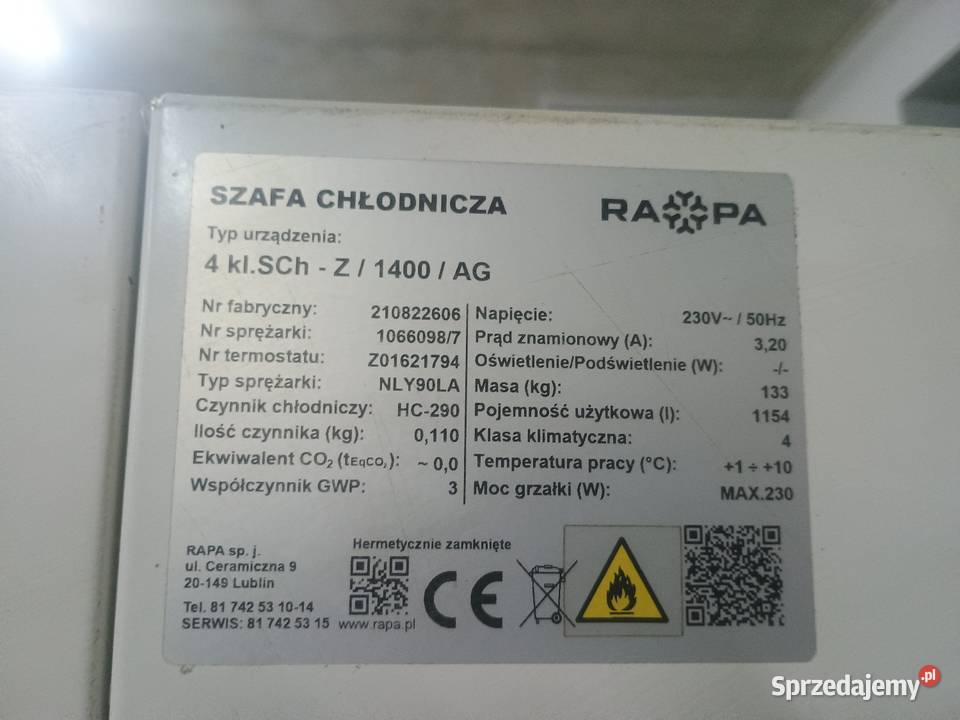 SZAFA CHŁODNICZA
RAPA
Typ urządzenia:
4 kl.SCh - Z / 1400 / AG
Nr fabryczny: 210822606
Nr sprężarki: 1066098/7
Nr termostatu: Z01621794
Typ sprężarki: NLY90LA
Czynnik chłodniczy: HC-290
Ilość czynnika (kg): 0,110
Ekwiwalent CO₂ (tEqCO₂): ~ 0,0
Współczynnik GWP: 3
Napięcie: 230V~ / 50Hz
Prąd znamionowy (A): 3,20
Oświetlenie/Podświetlenie (W): -/-
Masa (kg): 133
Pojemność użytkowa (l): 1154
Klasa klimatyczna: 4
Temperatura pracy (°C): +1 ÷ +10
Moc grzałki (W): MAX.230
RAPA sp. j.
ul. Ceramiczna 9
20-149 Lublin
Tel. 81 742 53 10-14
SERWIS: 81 742 53 15
Hermetycznie zamknięte
www.rapa.pl
CE
Sprzedajemy.pl